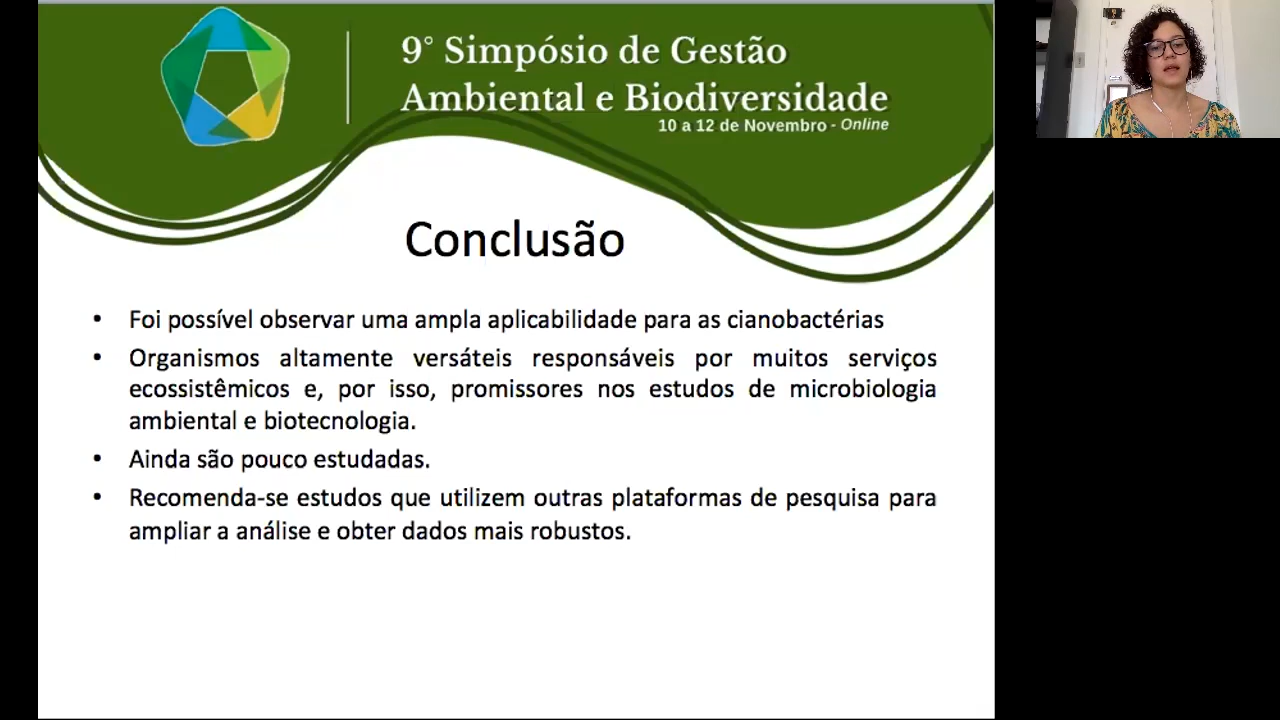 9° Simpósio de Gestão
Ambiental e Biodiversidade
10 a 12 de Novembro - Online
Conclusão
• Foi possível observar uma ampla aplicabilidade para as cianobactérias
• Organismos altamente versáteis responsáveis por muitos serviços
ecossistêmicos e, por isso, promissores nos estudos de microbiologia
ambiental e biotecnologia.
• Ainda são pouco estudadas.
• Recomenda-se estudos que utilizem outras plataformas de pesquisa para
ampliar a análise e obter dados mais robustos.